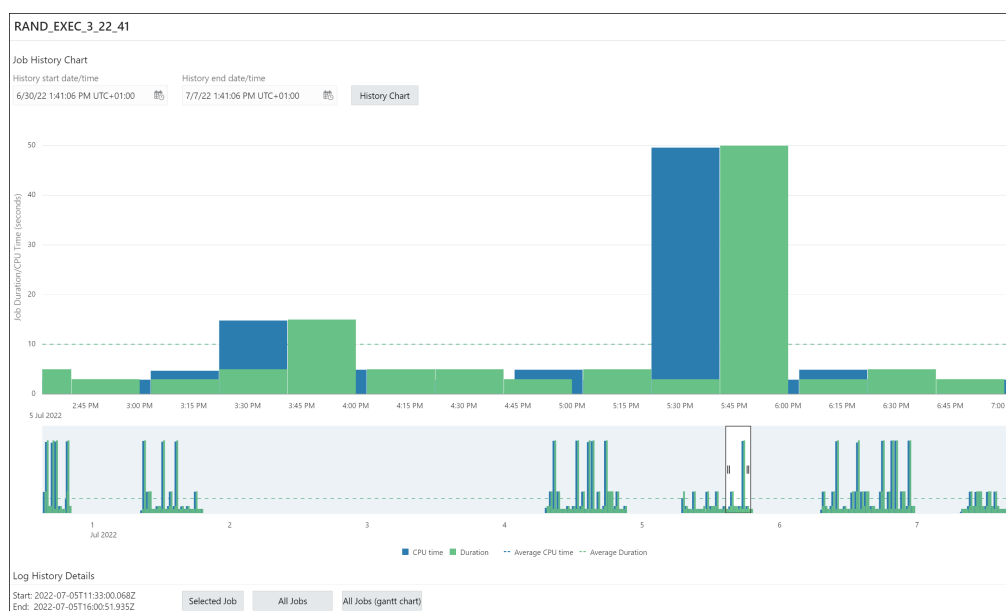 RAND_EXEC_3_22_41
Job History Chart
History start date/time History end date/time
6/30/22 1:41:06 PM UTC+01:00 7/7/22 1:41:06 PM UTC+01:00 History Chart
Job Duration/CPU Time (seconds)
50
40
30
20
10
0
2:45 PM 3:00 PM 3:15 PM 3:30 PM 3:45 PM 4:00 PM 4:15 PM 4:30 PM 4:45 PM 5:00 PM 5:15 PM 5:30 PM 5:45 PM 6:00 PM 6:15 PM 6:30 PM 6:45 PM 7:00
5 Jul 2022
1 2 3 4 5 6 7
Jul 2022
CPU time Duration Average CPU time Average Duration
Log History Details
Start: 2022-07-05T11:33:00.068Z
End: 2022-07-05T16:00:51.935Z
Selected Job All Jobs All Jobs (gantt chart)